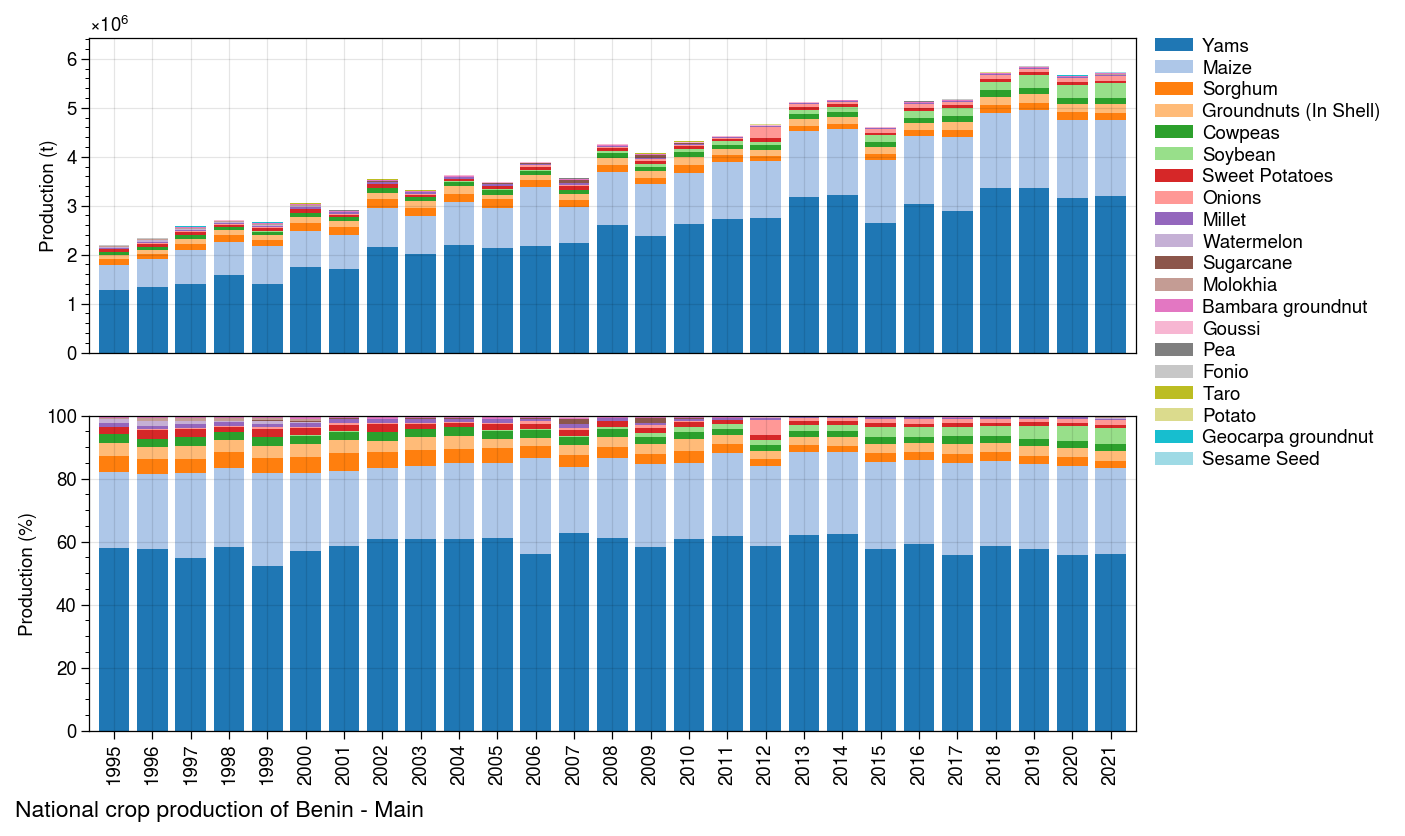 ×10⁶
6
5
4
3
2
1
0
Production (t)
100
80
60
40
20
0
Production (%)
1995 1996 1997 1998 1999 2000 2001 2002 2003 2004 2005 2006 2007 2008 2009 2010 2011 2012 2013 2014 2015 2016 2017 2018 2019 2020 2021
Yams
Maize
Sorghum
Groundnuts (In Shell)
Cowpeas
Soybean
Sweet Potatoes
Onions
Millet
Watermelon
Sugarcane
Molokhia
Bambara groundnut
Goussi
Pea
Fonio
Taro
Potato
Geocarpa groundnut
Sesame Seed
National crop production of Benin - Main